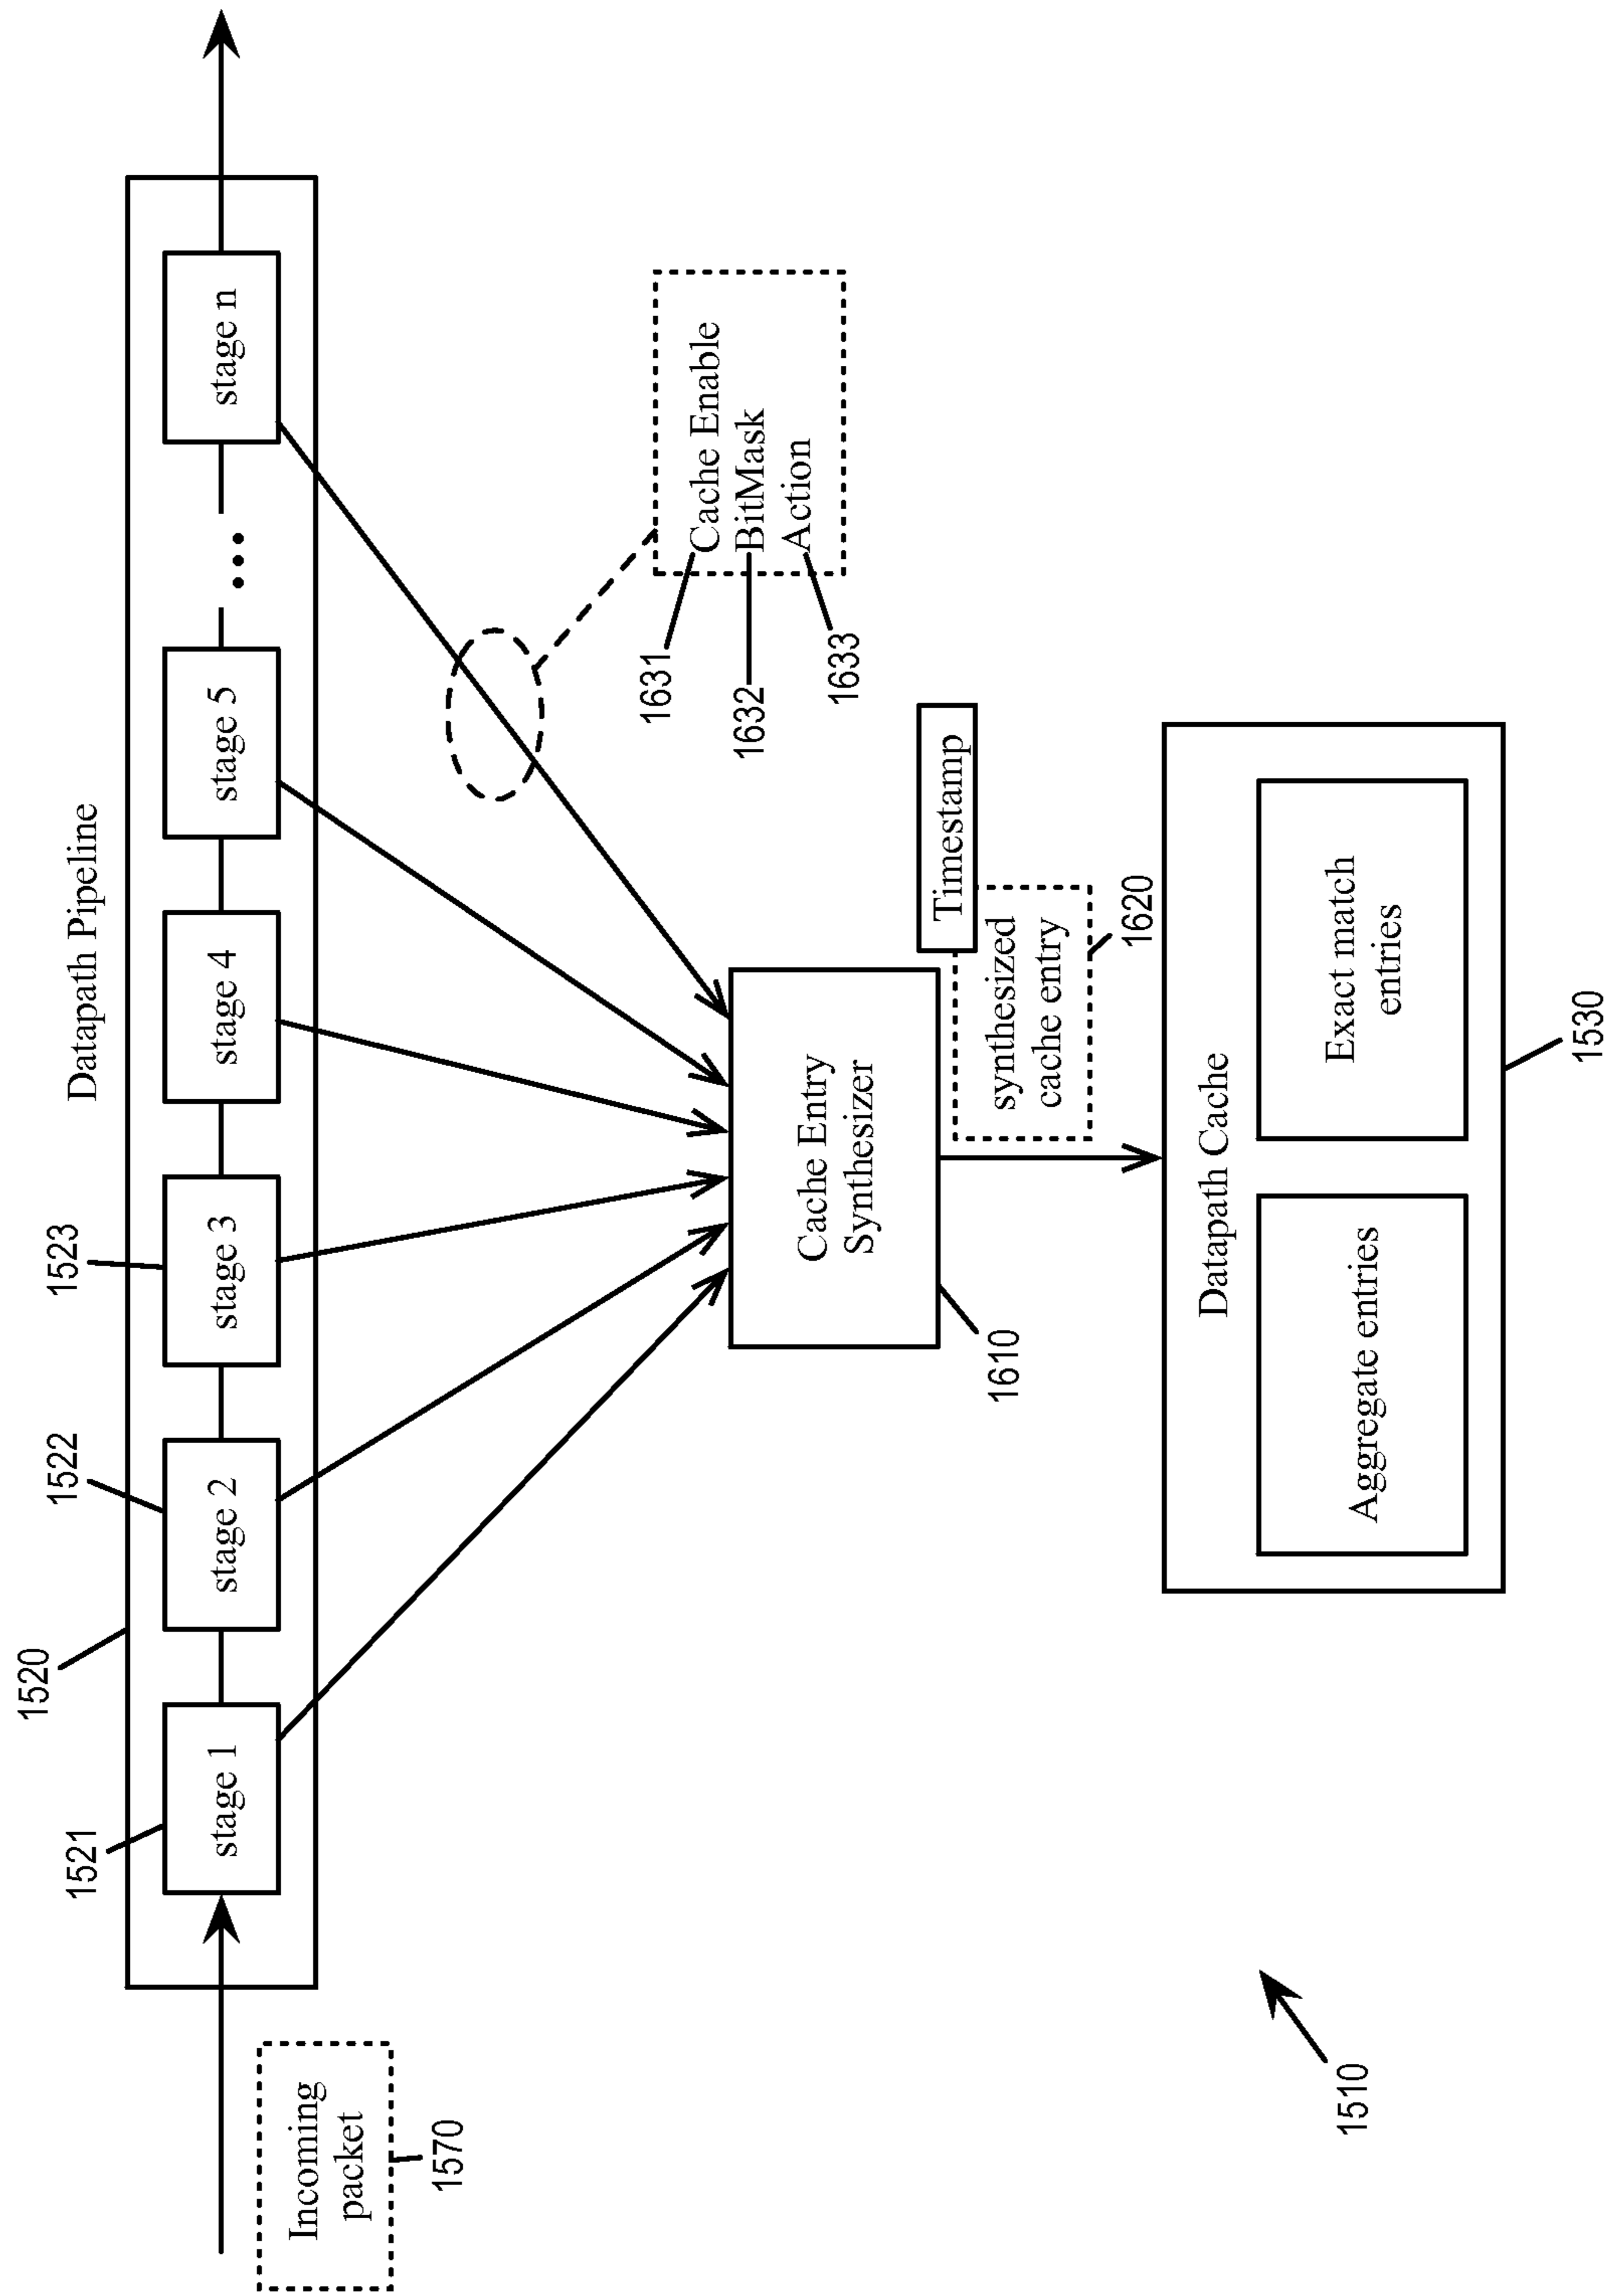 Datapath Pipeline
1520
1521
1522
1523
stage 1
stage 2
stage 3
stage 4
stage 5
...
stage n
Incoming
packet
1570
1631
Cache Enable
1632
BitMask
1633
Action
Cache Entry
Synthesizer
1610
Timestamp
synthesized
cache entry
1620
Datapath Cache
Aggregate entries
Exact match
entries
1530
1510